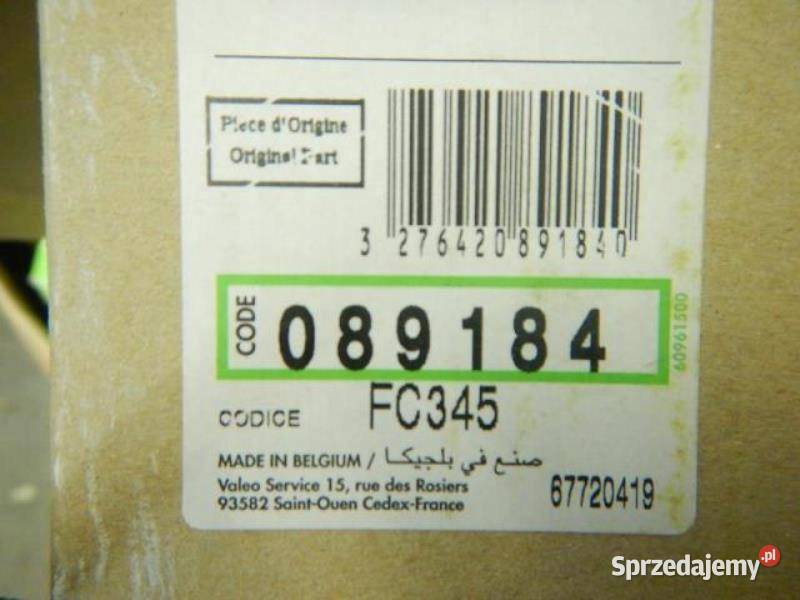 Pièce d'Origine
Original Part
3 276420 891840
CODE 089184
60961500
CODICE FC345
MADE IN BELGIUM / صنع في بلجيكا
Valeo Service 15, rue des Rosiers
93582 Saint-Ouen Cedex-France
67720419
Sprzedajemy.pl